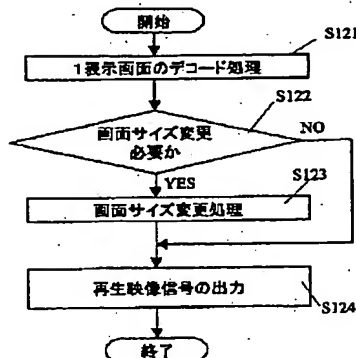 開始
S121
1表示画面のデコード処理
S122
画面サイズ変更
必要か
NO
YES
S123
画面サイズ変更処理
再生映像信号の出力
S124
終了